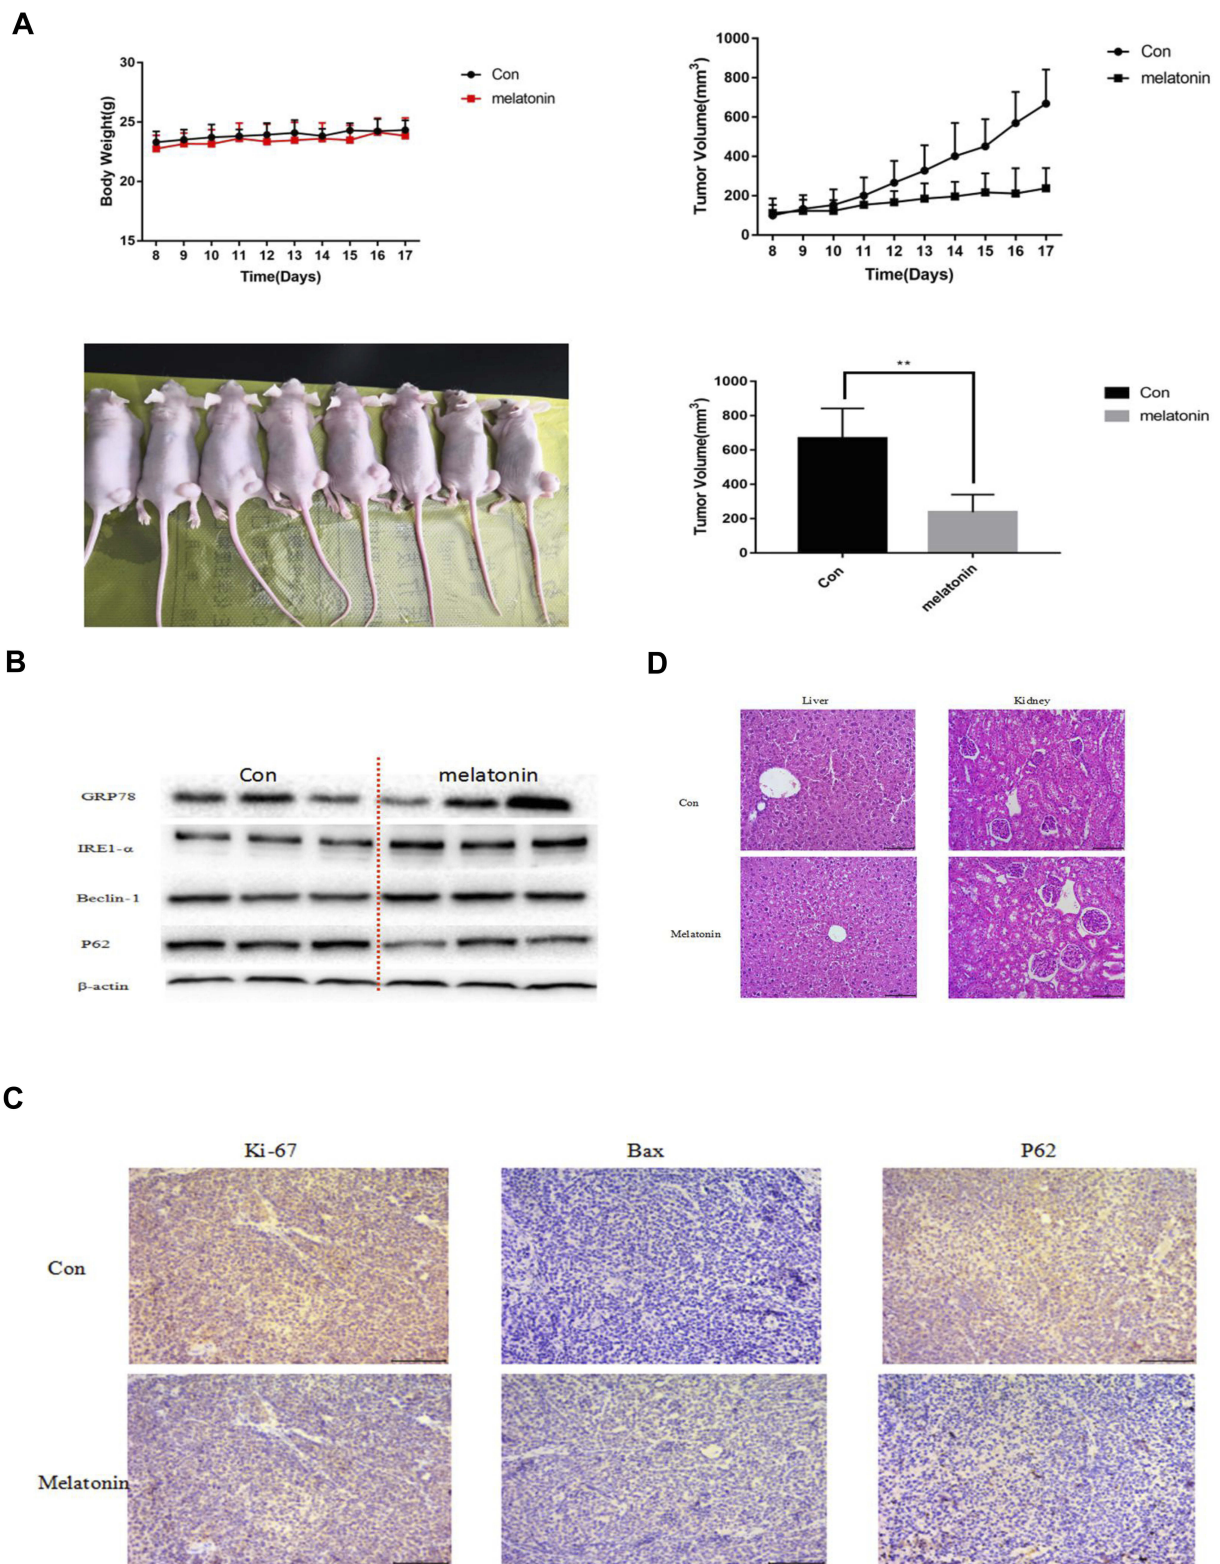 A
30
25
20
15
Body Weight(g)
8 9 10 11 12 13 14 15 16 17
Time(Days)
Con
melatonin
1000
800
600
400
200
0
Tumor Volume(mm³)
8 9 10 11 12 13 14 15 16 17
Time(Days)
Con
melatonin
**
1000
800
600
400
200
0
Tumor Volume(mm³)
Con
melatonin
Con
melatonin
B
Con melatonin
GRP78
IRE1-α
Beclin-1
P62
β-actin
D
Liver Kidney
Con
Melatonin
C
Ki-67 Bax P62
Con
Melatonin